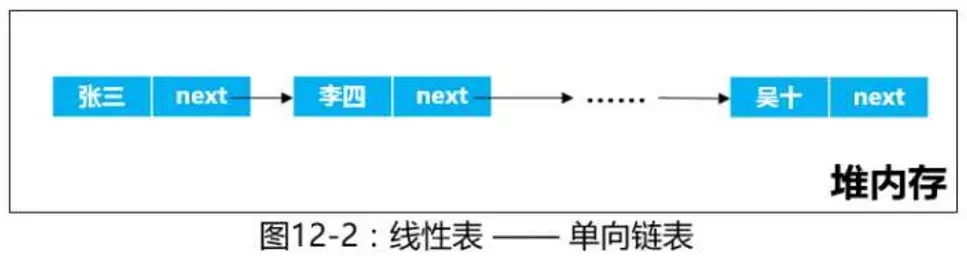 张三 next 李四 next …… 吴十 next
堆内存
图12-2：线性表 —— 单向链表